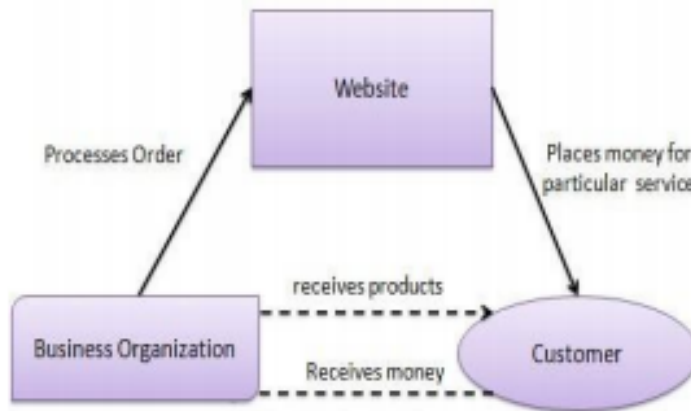 Website
Processes Order
Places money for
particular service
receives products
Business Organization
Customer
Receives money